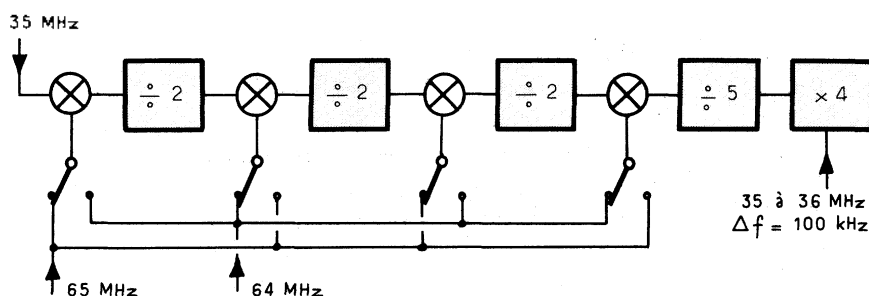 35 MHz
÷ 2
÷ 2
÷ 2
÷ 5
× 4
35 à 36 MHz
Δf = 100 kHz
65 MHz
64 MHz